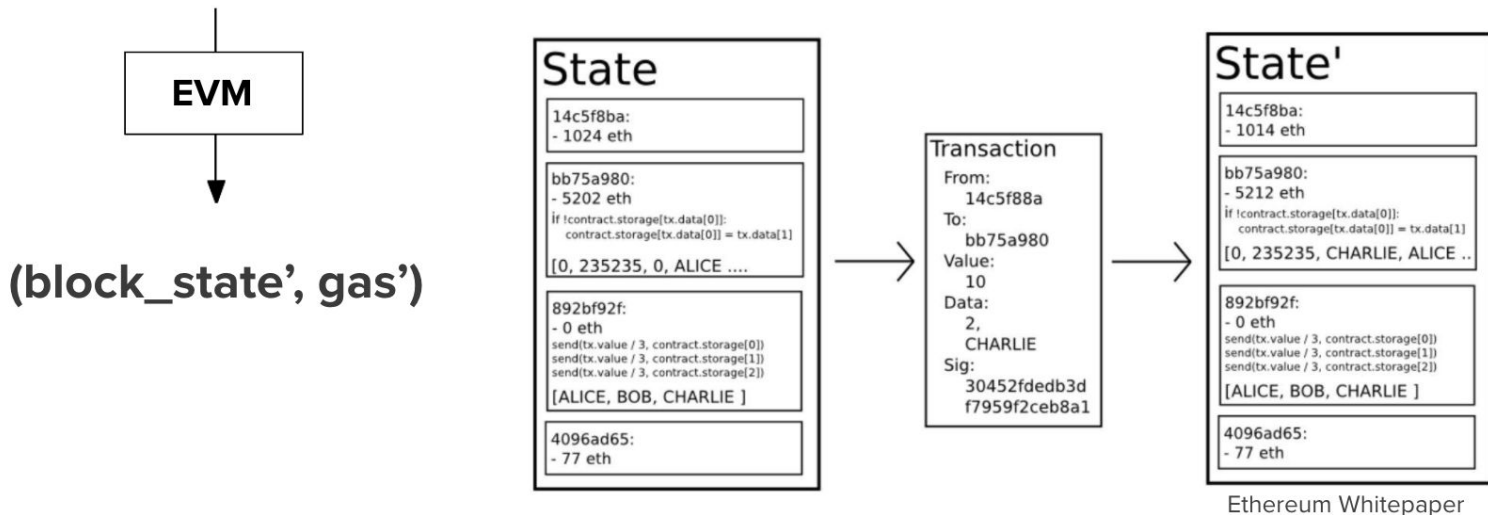 EVM
(block_state’, gas’)
State
14c5f8ba:
- 1024 eth
bb75a980:
- 5202 eth
if !contract.storage[tx.data[0]]:
contract.storage[tx.data[0]] = tx.data[1]
[0, 235235, 0, ALICE ....
892bf92f:
- 0 eth
send(tx.value / 3, contract.storage[0])
send(tx.value / 3, contract.storage[1])
send(tx.value / 3, contract.storage[2])
[ALICE, BOB, CHARLIE ]
4096ad65:
- 77 eth
Transaction
From:
14c5f88a
To:
bb75a980
Value:
10
Data:
2,
CHARLIE
Sig:
30452fdedb3d
f7959f2ceb8a1
State'
14c5f8ba:
- 1014 eth
bb75a980:
- 5212 eth
if !contract.storage[tx.data[0]]:
contract.storage[tx.data[0]] = tx.data[1]
[0, 235235, CHARLIE, ALICE ..
892bf92f:
- 0 eth
send(tx.value / 3, contract.storage[0])
send(tx.value / 3, contract.storage[1])
send(tx.value / 3, contract.storage[2])
[ALICE, BOB, CHARLIE ]
4096ad65:
- 77 eth
Ethereum Whitepaper